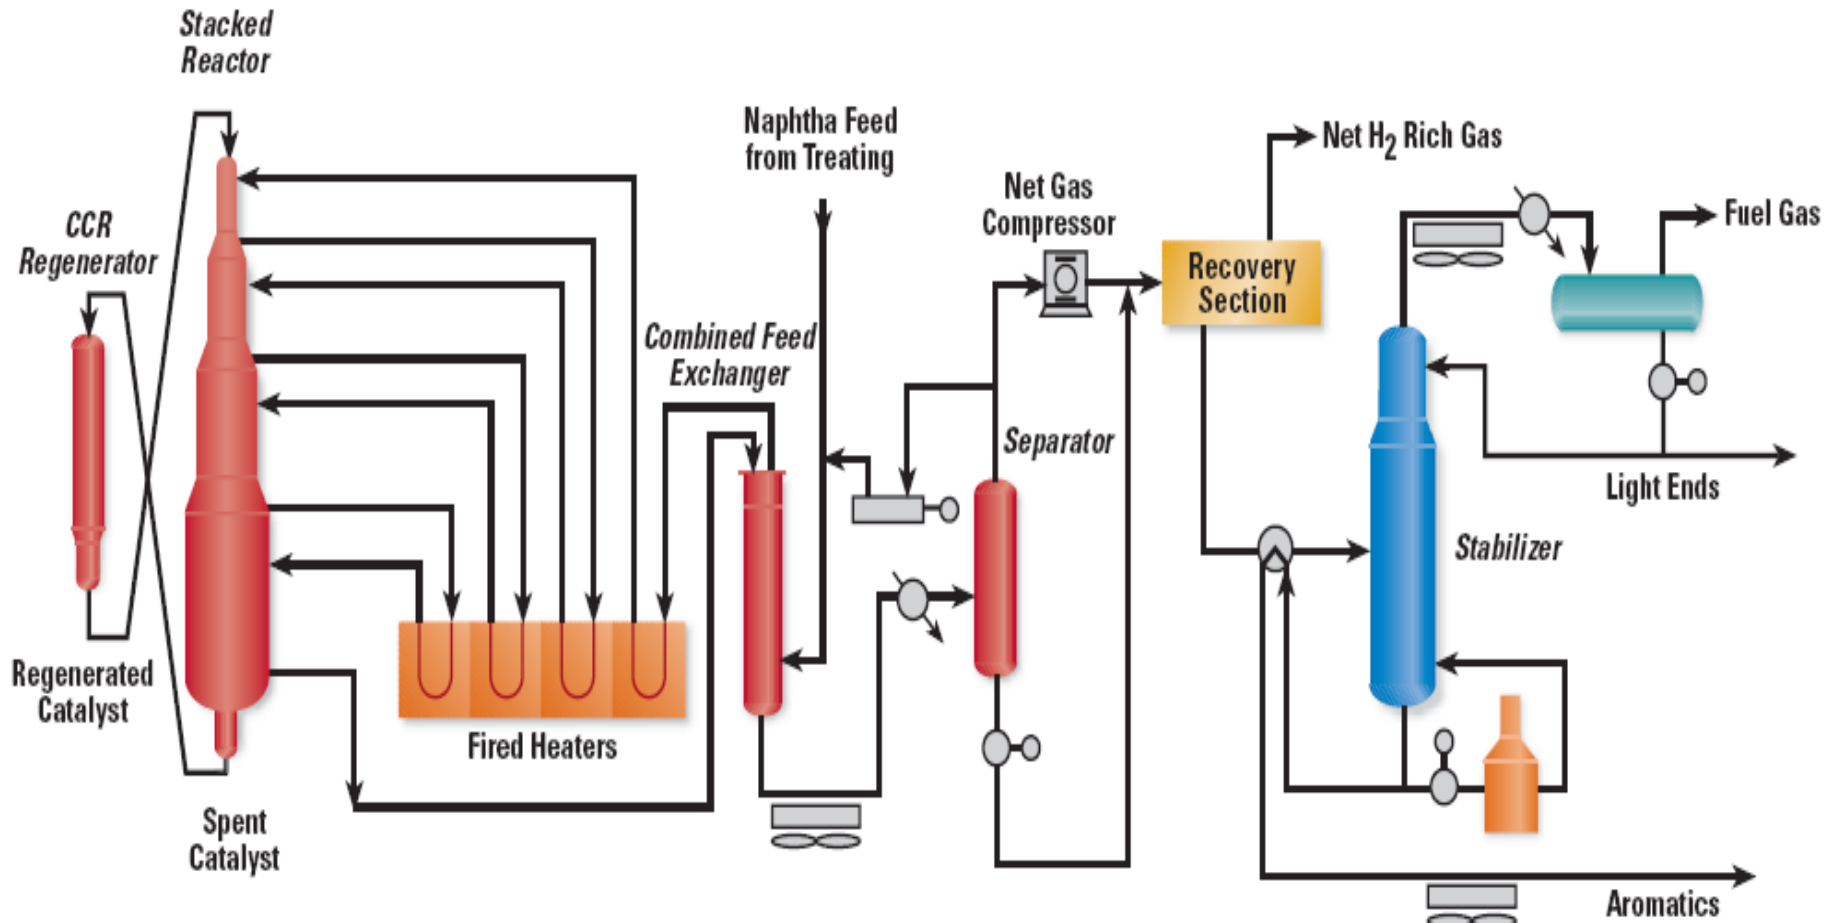 Stacked
Reactor
Naphtha Feed
from Treating
Net H2 Rich Gas
Net Gas
Compressor
Fuel Gas
CCR
Regenerator
Recovery
Section
Combined Feed
Exchanger
Separator
Light Ends
Stabilizer
Regenerated
Catalyst
Fired Heaters
Spent
Catalyst
Aromatics